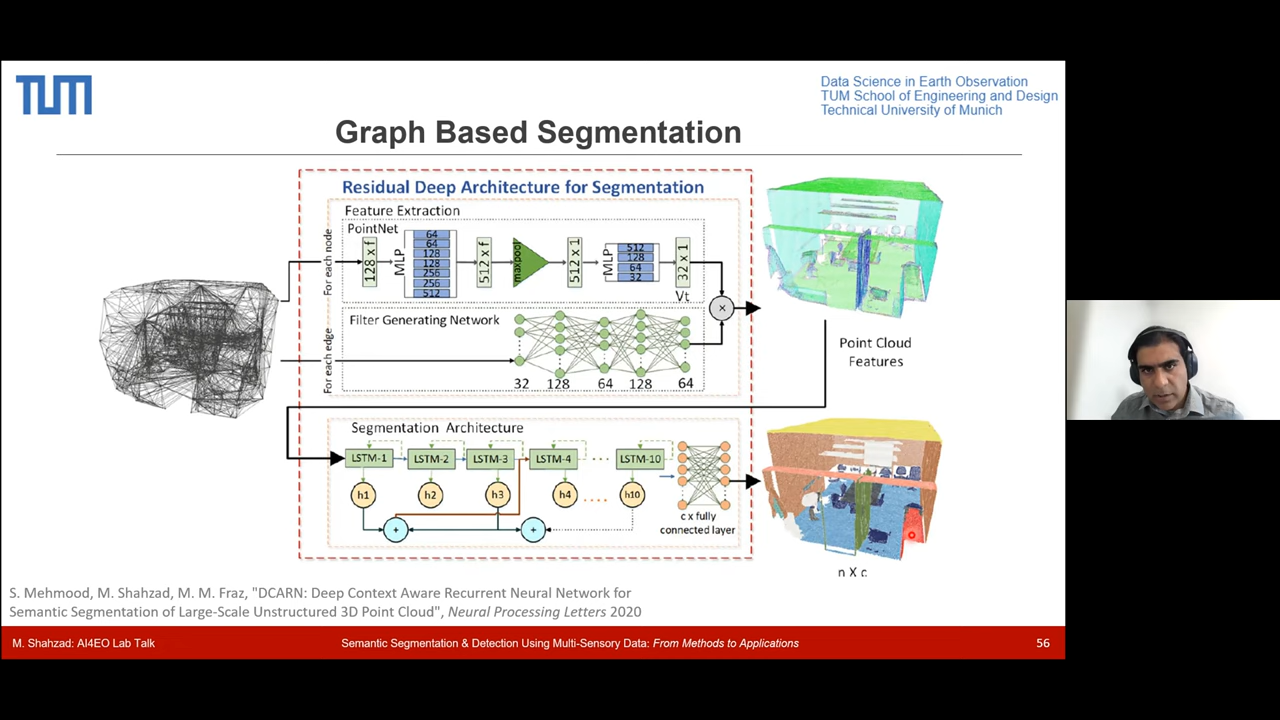 TUM
Data Science in Earth Observation
TUM School of Engineering and Design
Technical University of Munich
Graph Based Segmentation
Residual Deep Architecture for Segmentation
Feature Extraction
PointNet
For each node
128 x f
MLP
64
64
128
128
256
256
512
512 x f
maxpool
512 x 1
MLP
512
128
64
32
32 x 1
Vt
×
For each edge
Filter Generating Network
32 128 64 128 64
Point Cloud
Features
Segmentation Architecture
LSTM-1 LSTM-2 LSTM-3 LSTM-4 .... LSTM-10
h1 h2 h3 h4 .... h10
+ +
c x fully
connected layer
n X c
S. Mehmood, M. Shahzad, M. M. Fraz, "DCARN: Deep Context Aware Recurrent Neural Network for
Semantic Segmentation of Large-Scale Unstructured 3D Point Cloud", Neural Processing Letters 2020
M. Shahzad: AI4EO Lab Talk
Semantic Segmentation & Detection Using Multi-Sensory Data: From Methods to Applications
56